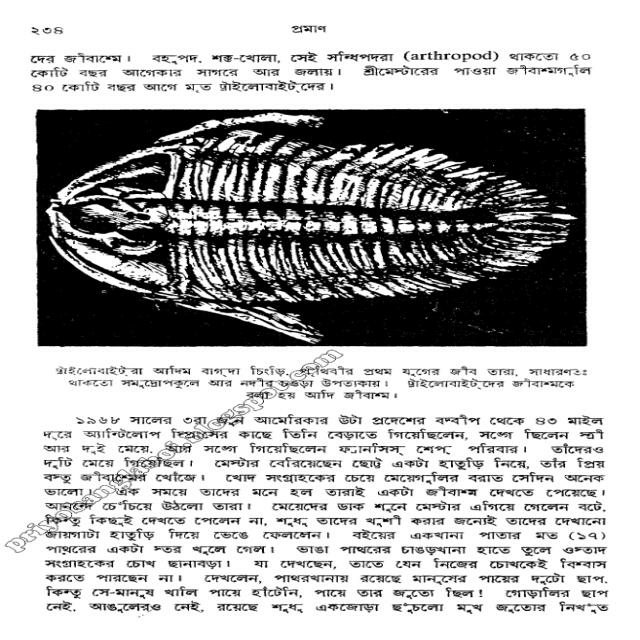 ২৩৪
প্রমাণ
দের জীবাশ্মে। বহুপদ, শক্ত-খোলা, সেই সন্ধিপদরা (arthropod) থাকতো ৫০
কোটি বছর আগেকার সাগরে আর জলায়। শ্রীমেস্টারের পাওয়া জীবাশ্মগুলি
৪০ কোটি বছর আগে মৃত ট্রাইলোবাইটদের।
ট্রাইলোবাইটরা আদিম বাগদা চিংড়ি, পৃথিবীর প্রথম যুগের জীব তারা, সাধারণতঃ
থাকতো সমুদ্রোপকূলে আর নদীর চওড়া উপত্যকায়। ট্রাইলোবাইটদের জীবাশ্মকে
বলা হয় আদি জীবাশ্ম।
১৯৬৮ সালের ৩রা জুন আমেরিকার উটা প্রদেশের বম্বীপ থেকে ৪৩ মাইল
দূরে অ্যান্টিলোপ স্প্রিংসের কাছে তিনি বেড়াতে গিয়েছিলেন, সঙ্গে ছিলেন স্ত্রী
আর দুই মেয়ে, আর সঙ্গে গিয়েছিলেন ফ্যানসিস্ শেপ্ পরিবার। তাঁদেরও
দুটি মেয়ে গিয়েছিল। মেস্টার বেরিয়েছেন ছোট্ট একটা হাতুড়ি নিয়ে, তাঁর প্রিয়
বস্তু জীবাশ্মের খোঁজে। খোদ সংগ্রাহকের চেয়ে মেয়েগুলির বরাত সেদিন অনেক
ভালো। এক সময়ে তাদের মনে হল তারাই একটা জীবাশ্ম দেখতে পেয়েছে।
আনন্দে চেঁচিয়ে উঠলো তারা। মেয়েদের ডাক শুনে মেস্টার এগিয়ে গেলেন বটে,
কিন্তু কিছুই দেখতে পেলেন না, শুধু তাদের খুশী করার জন্যেই তাদের দেখানো
জায়গাটা হাতুড়ি দিয়ে ভেঙে ফেললেন। বইয়ের একখানা পাতার মত (১৭)
পাথরের একটা স্তর খুলে গেল। ভাঙা পাথরের চাঙড়খানা হাতে তুলে ওস্তাদ
সংগ্রাহকের চোখ ছানাবড়া। যা দেখছেন, তাতে যেন নিজের চোখকেই বিশ্বাস
করতে পারছেন না। দেখলেন, পাথরখানায় রয়েছে মানুষের পায়ের দুটো ছাপ,
কিন্তু সে-মানুষ খালি পায়ে হাঁটেনি, পায়ে তার জুতো ছিল! গোড়ালির ছাপ
নেই, আঙুলেরও নেই, রয়েছে শুধু একজোড়া ছুঁচলো মুখ জুতোর নিখুঁত